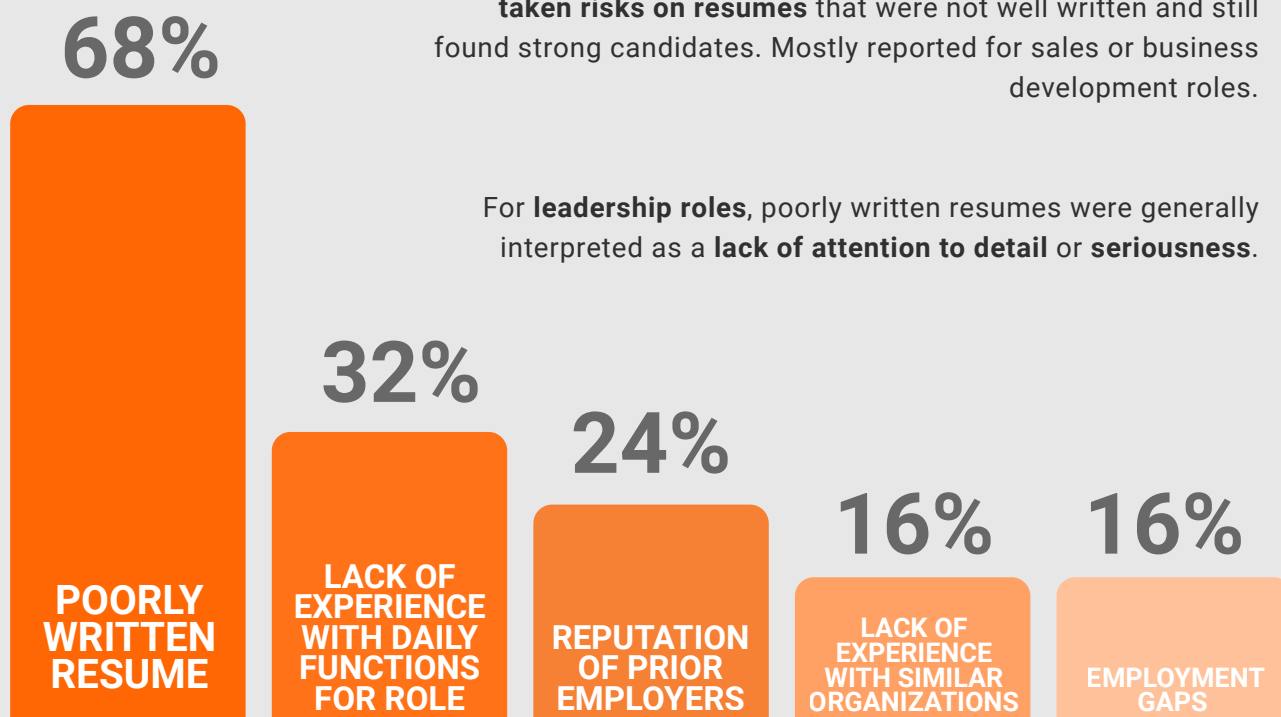 taken risks on resumes that were not well written and still
found strong candidates. Mostly reported for sales or business
development roles.
For leadership roles, poorly written resumes were generally
interpreted as a lack of attention to detail or seriousness.
68%
POORLY
WRITTEN
RESUME
32%
LACK OF
EXPERIENCE
WITH DAILY
FUNCTIONS
FOR ROLE
24%
REPUTATION
OF PRIOR
EMPLOYERS
16%
LACK OF
EXPERIENCE
WITH SIMILAR
ORGANIZATIONS
16%
EMPLOYMENT
GAPS